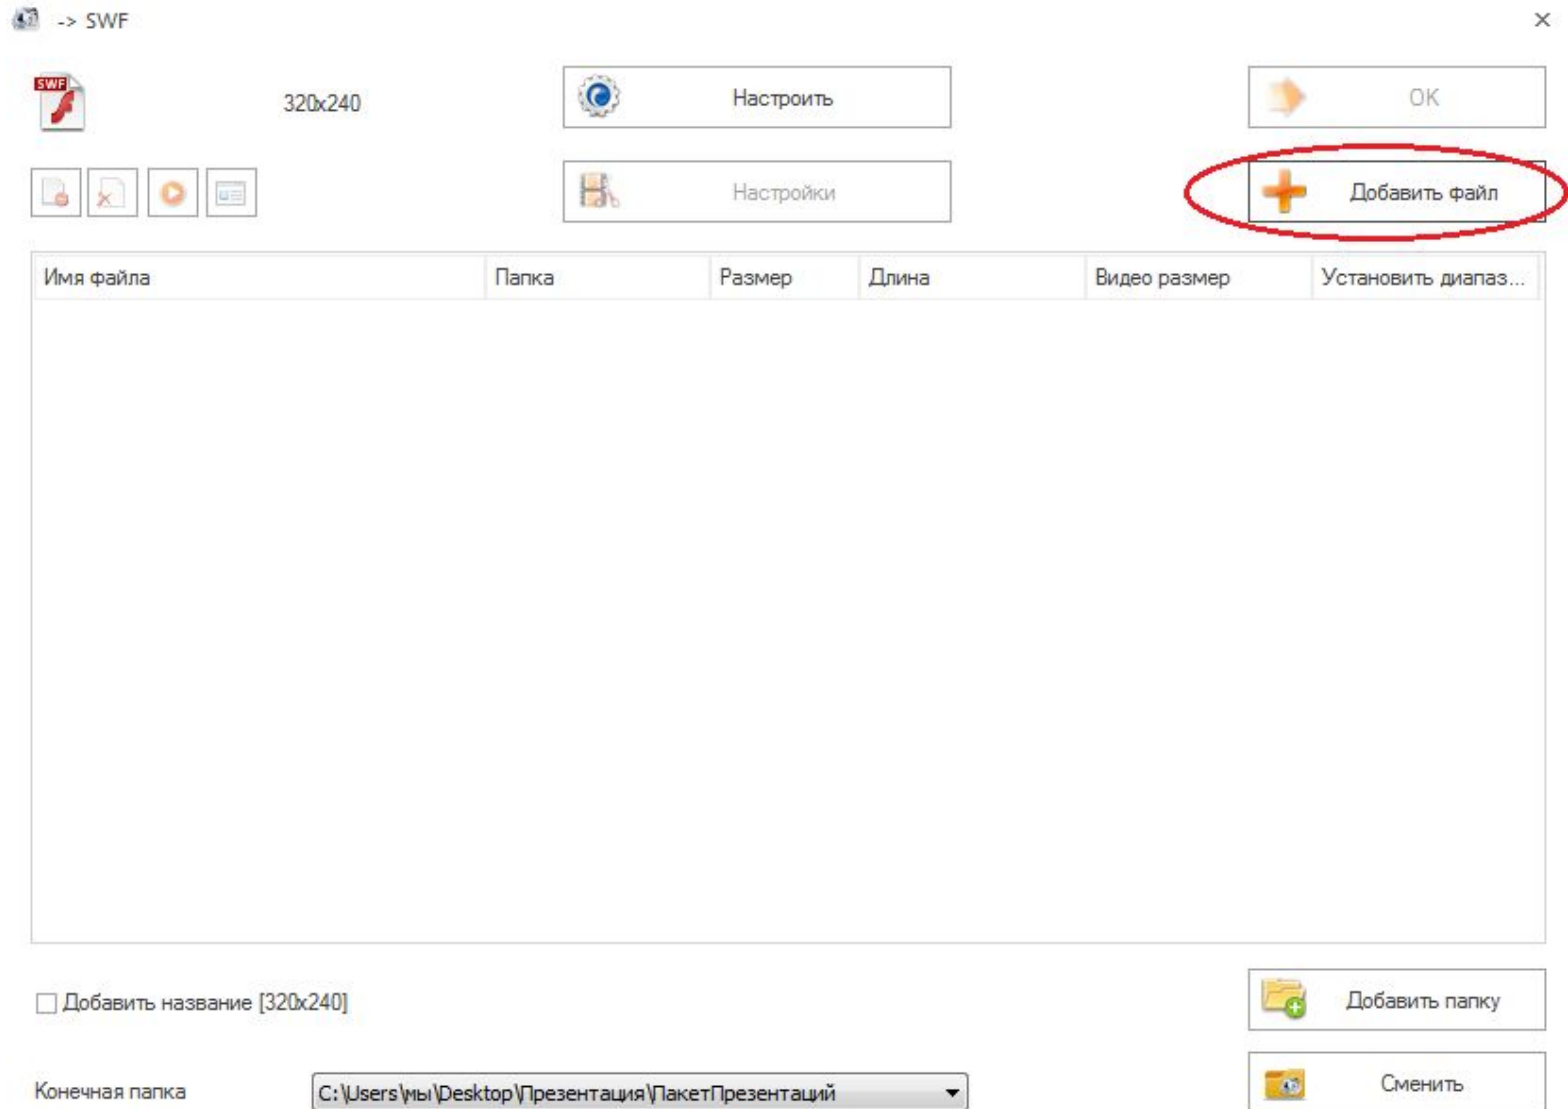 -> SWF
SWF
320x240
Настроить
OK
Настройки
Добавить файл
Имя файла Папка Размер Длина Видео размер Установить диапаз...
Добавить название [320x240]
Добавить папку
Конечная папка C:\Users\мы\Desktop\Презентация\ПакетПрезентаций
Сменить